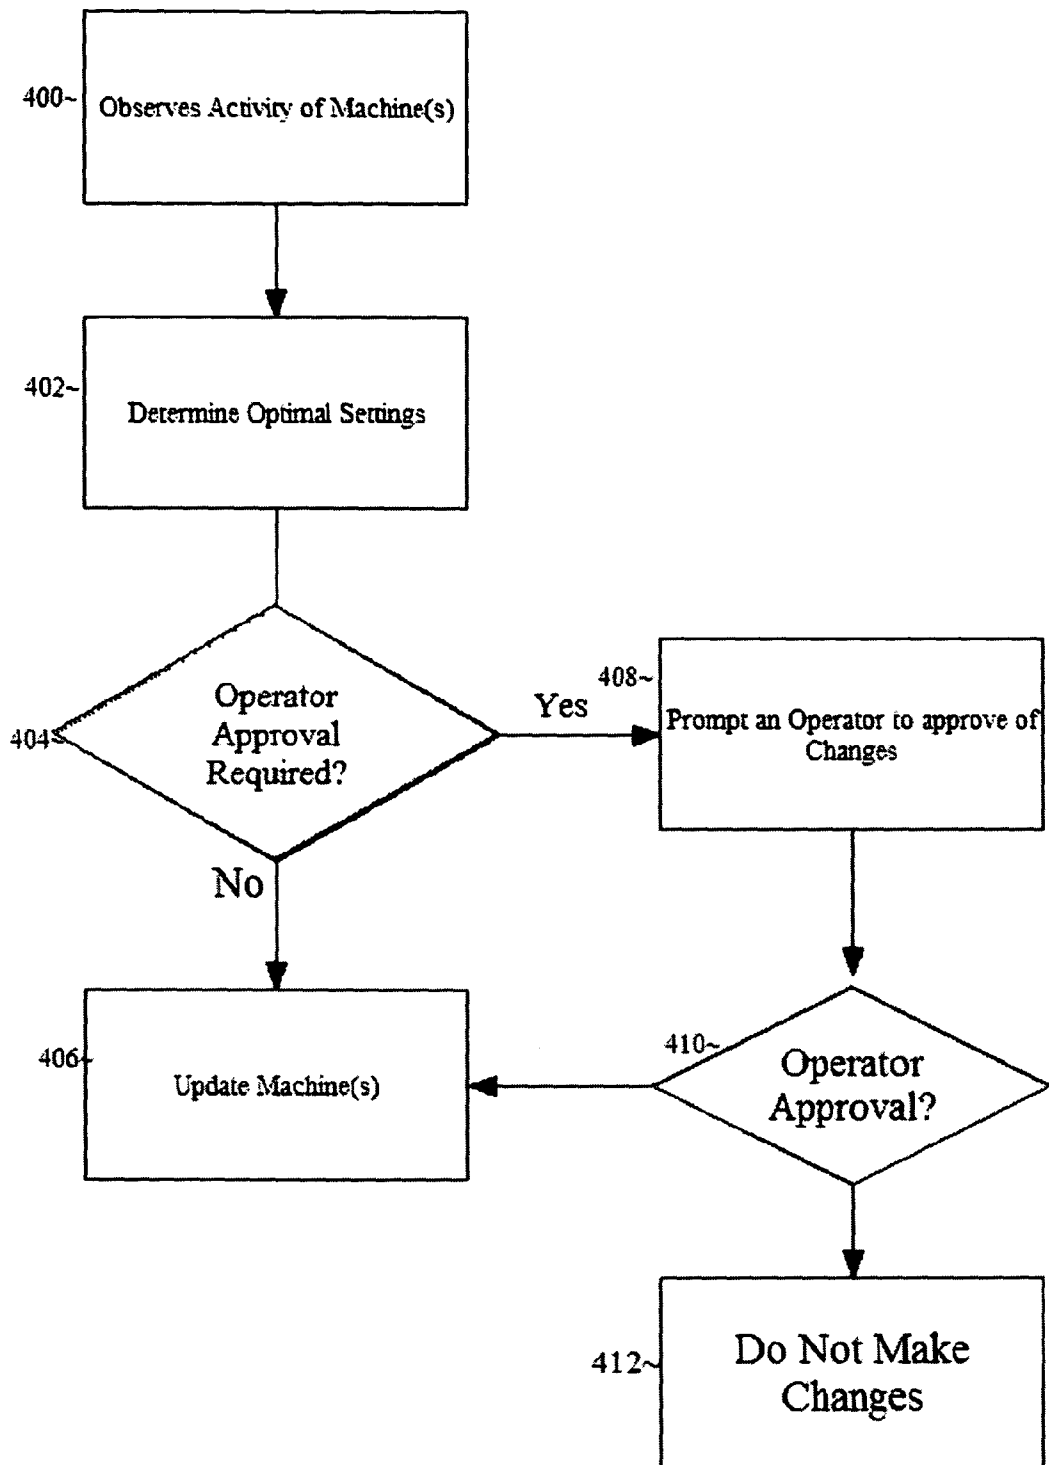 400~
Observes Activity of Machine(s)
402~
Determine Optimal Settings
404~
Operator
Approval
Required?
Yes
No
408~
Prompt an Operator to approve of
Changes
406~
Update Machine(s)
410~
Operator
Approval?
412~
Do Not Make
Changes